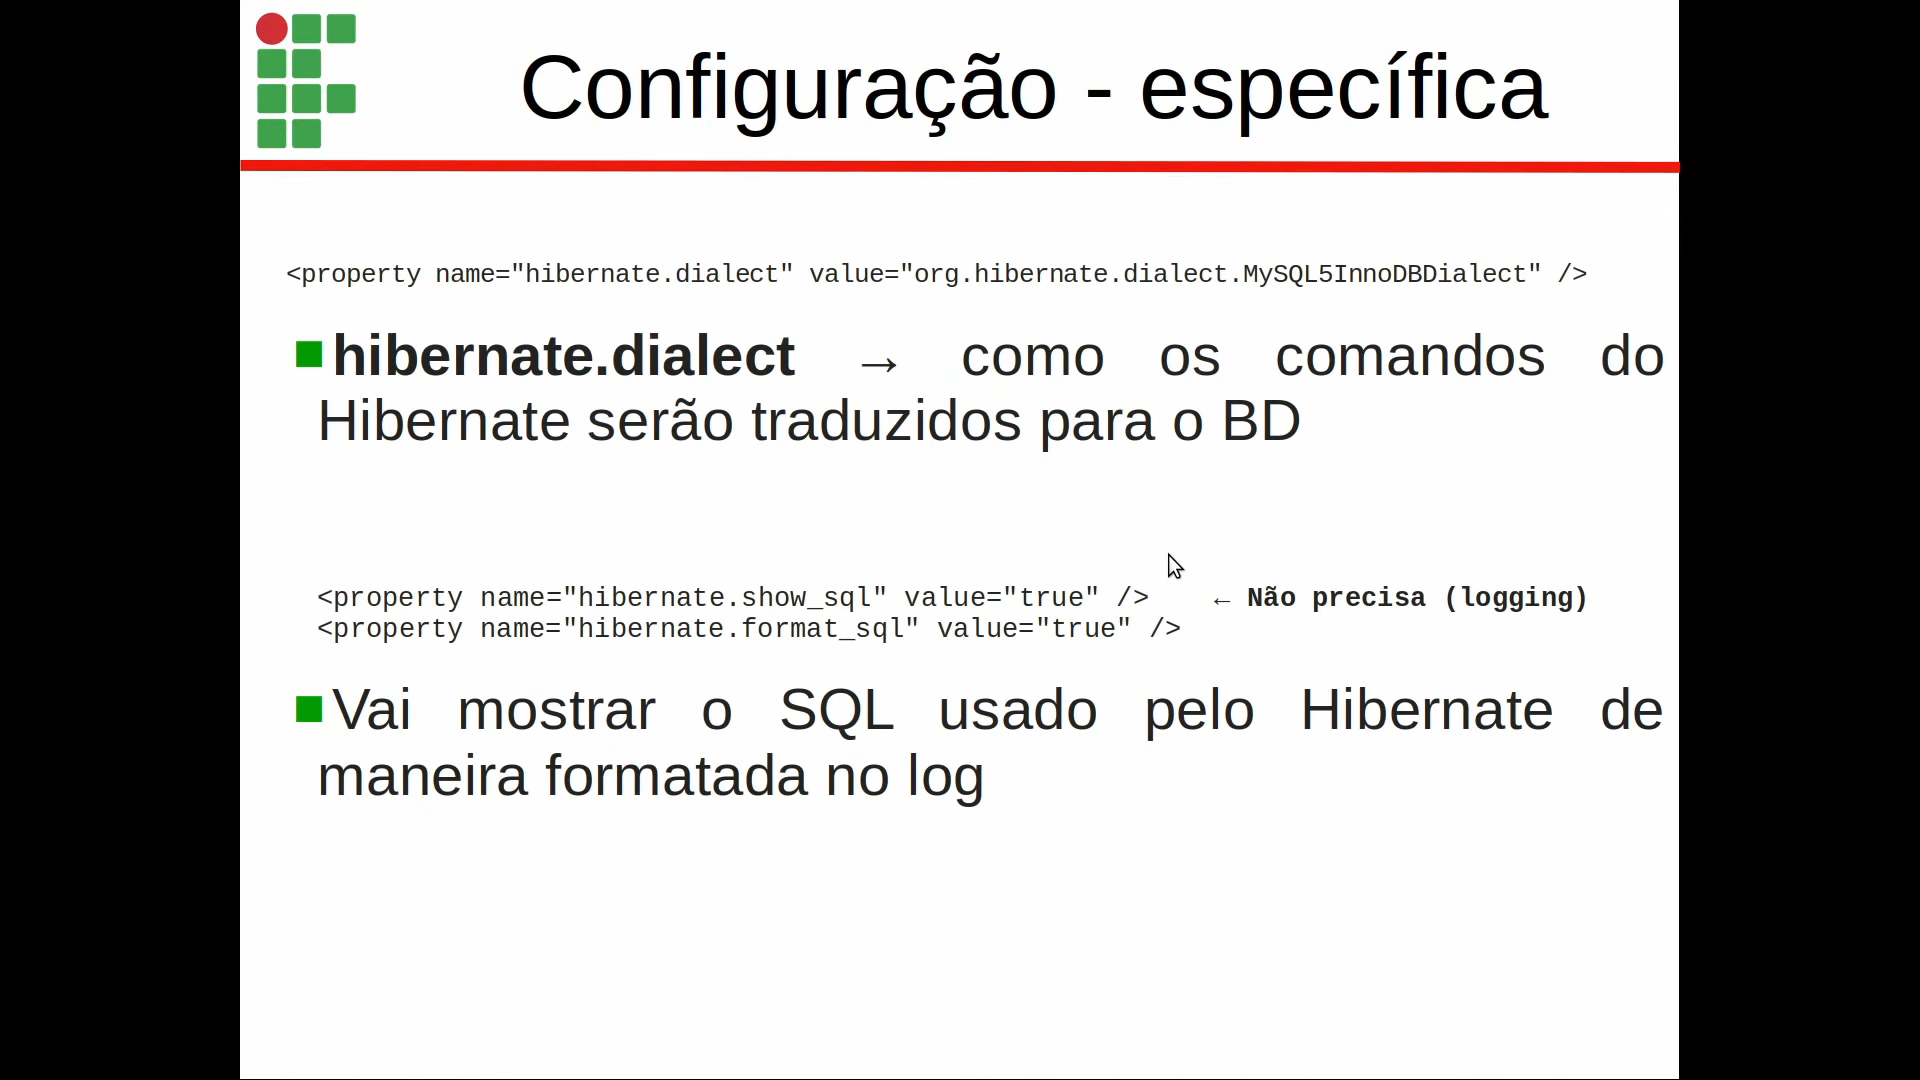 Configuração - específica
<property name="hibernate.dialect" value="org.hibernate.dialect.MySQL5InnoDBDialect" />
hibernate.dialect → como os comandos do
Hibernate serão traduzidos para o BD
<property name="hibernate.show_sql" value="true" /> ← Não precisa (logging)
<property name="hibernate.format_sql" value="true" />
Vai mostrar o SQL usado pelo Hibernate de
maneira formatada no log